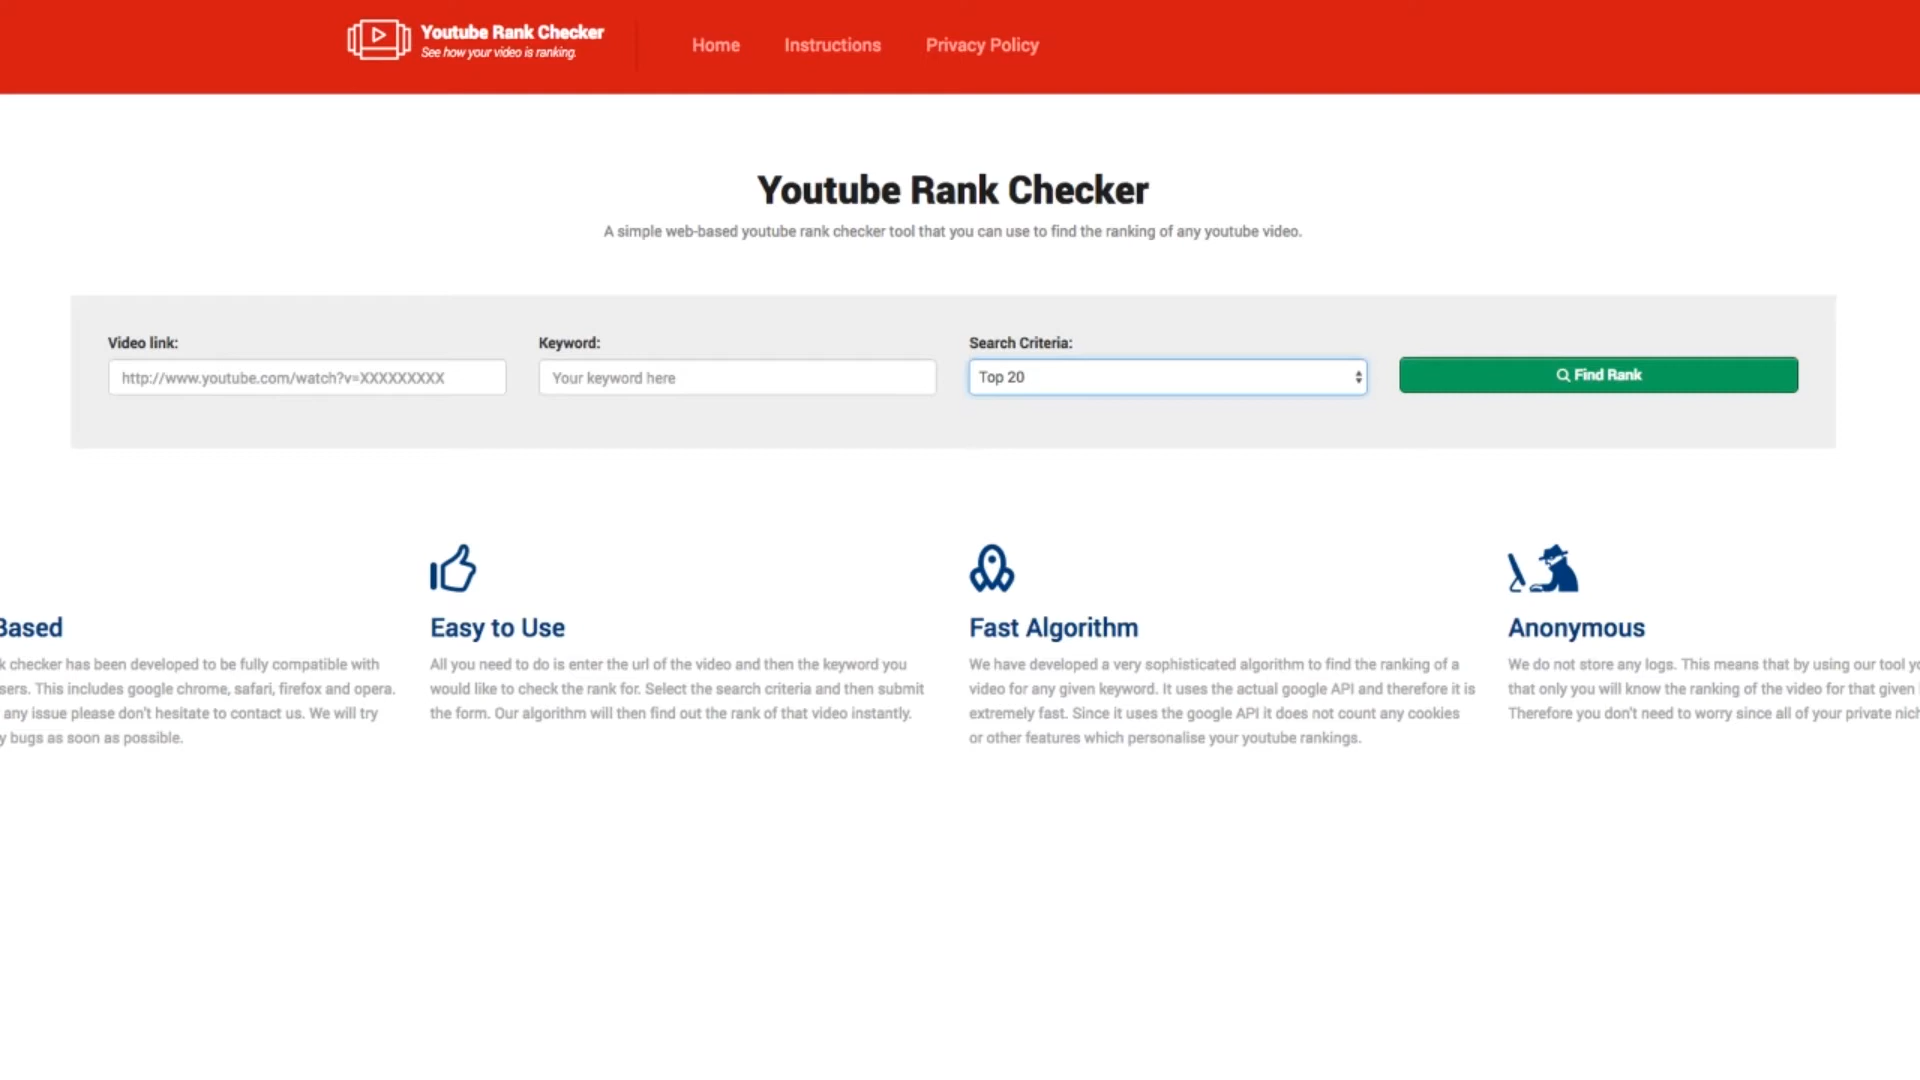 Youtube Rank Checker
See how your video is ranking.
Home
Instructions
Privacy Policy
Youtube Rank Checker
A simple web-based youtube rank checker tool that you can use to find the ranking of any youtube video.
Video link:
http://www.youtube.com/watch?v=XXXXXXXXX
Keyword:
Your keyword here
Search Criteria:
Top 20
Find Rank
Based
k checker has been developed to be fully compatible with
sers. This includes google chrome, safari, firefox and opera.
any issue please don't hesitate to contact us. We will try
y bugs as soon as possible.
Easy to Use
All you need to do is enter the url of the video and then the keyword you
would like to check the rank for. Select the search criteria and then submit
the form. Our algorithm will then find out the rank of that video instantly.
Fast Algorithm
We have developed a very sophisticated algorithm to find the ranking of a
video for any given keyword. It uses the actual google API and therefore it is
extremely fast. Since it uses the google API it does not count any cookies
or other features which personalise your youtube rankings.
Anonymous
We do not store any logs. This means that by using our tool yo
that only you will know the ranking of the video for that given
Therefore you don't need to worry since all of your private nich